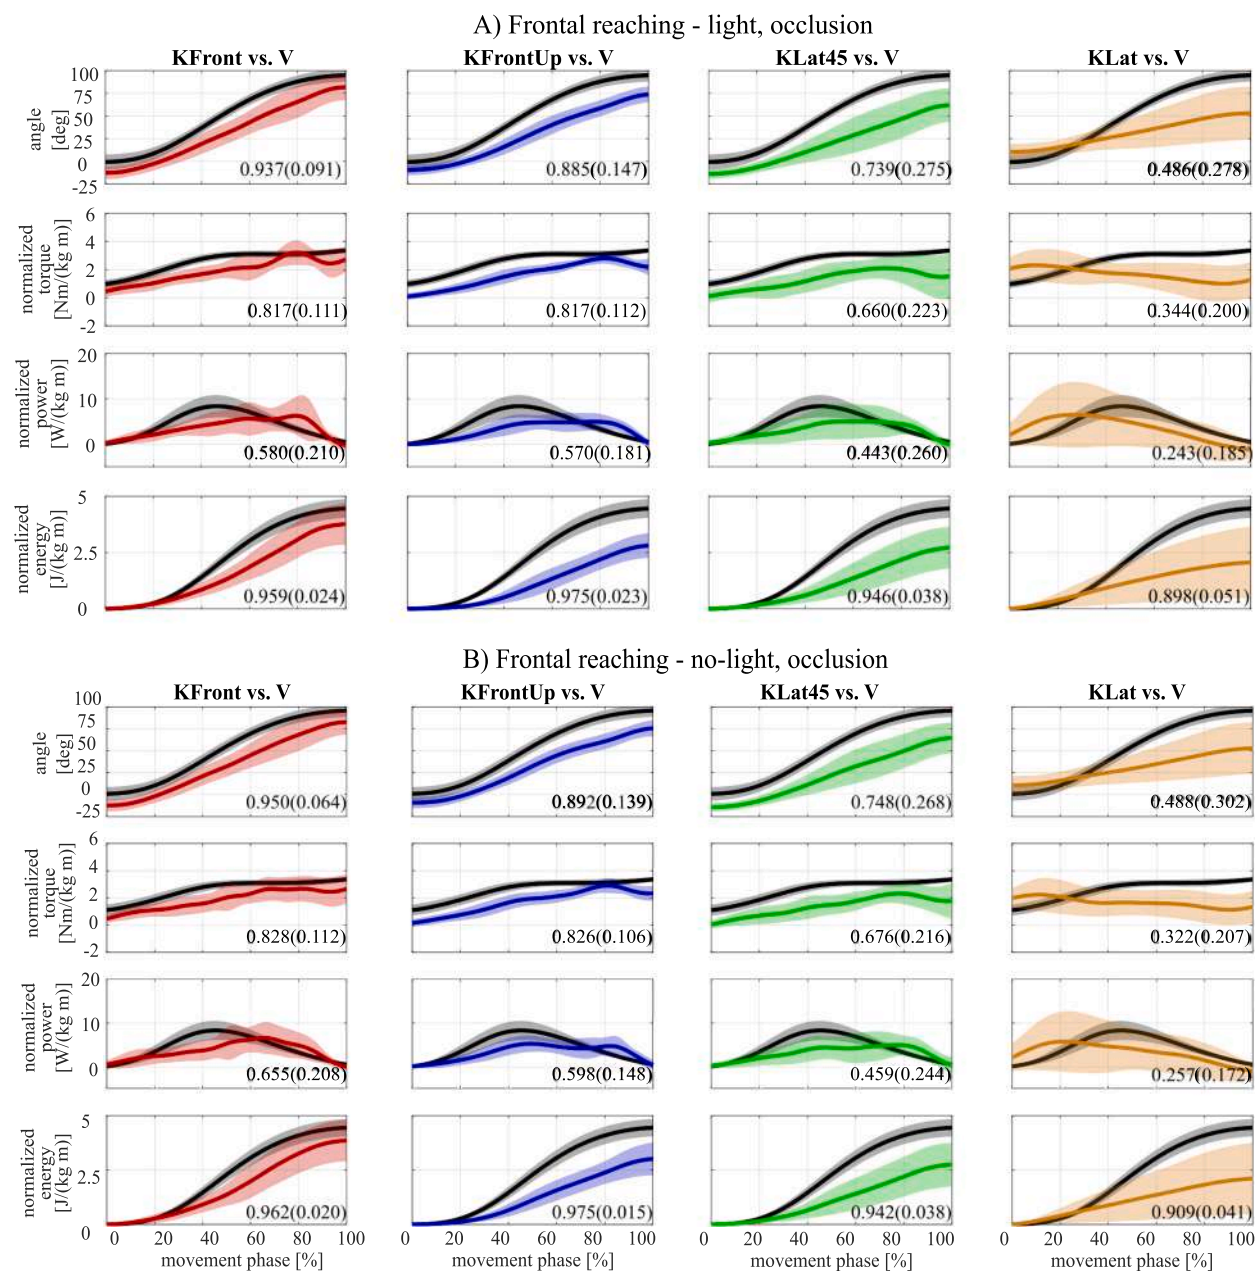 A) Frontal reaching - light, occlusion
KFront vs. V KFrontUp vs. V KLat45 vs. V KLat vs. V
angle
[deg]
100
75
50
25
0
-25
0.937(0.091) 0.885(0.147) 0.739(0.275) 0.486(0.278)
normalized
torque
[Nm/(kg m)]
6
4
2
0
-2
0.817(0.111) 0.817(0.112) 0.660(0.223) 0.344(0.200)
normalized
power
[W/(kg m)]
20
10
0
0.580(0.210) 0.570(0.181) 0.443(0.260) 0.243(0.185)
normalized
energy
[J/(kg m)]
5
2.5
0
0.959(0.024) 0.975(0.023) 0.946(0.038) 0.898(0.051)
B) Frontal reaching - no-light, occlusion
KFront vs. V KFrontUp vs. V KLat45 vs. V KLat vs. V
angle
[deg]
100
75
50
25
0
-25
0.950(0.064) 0.892(0.139) 0.748(0.268) 0.488(0.302)
normalized
torque
[Nm/(kg m)]
6
4
2
0
-2
0.828(0.112) 0.826(0.106) 0.676(0.216) 0.322(0.207)
normalized
power
[W/(kg m)]
20
10
0
0.655(0.208) 0.598(0.148) 0.459(0.244) 0.257(0.172)
normalized
energy
[J/(kg m)]
5
2.5
0
0.962(0.020) 0.975(0.015) 0.942(0.038) 0.909(0.041)
0 20 40 60 80 100 0 20 40 60 80 100 0 20 40 60 80 100 0 20 40 60 80 100
movement phase [%] movement phase [%] movement phase [%] movement phase [%]